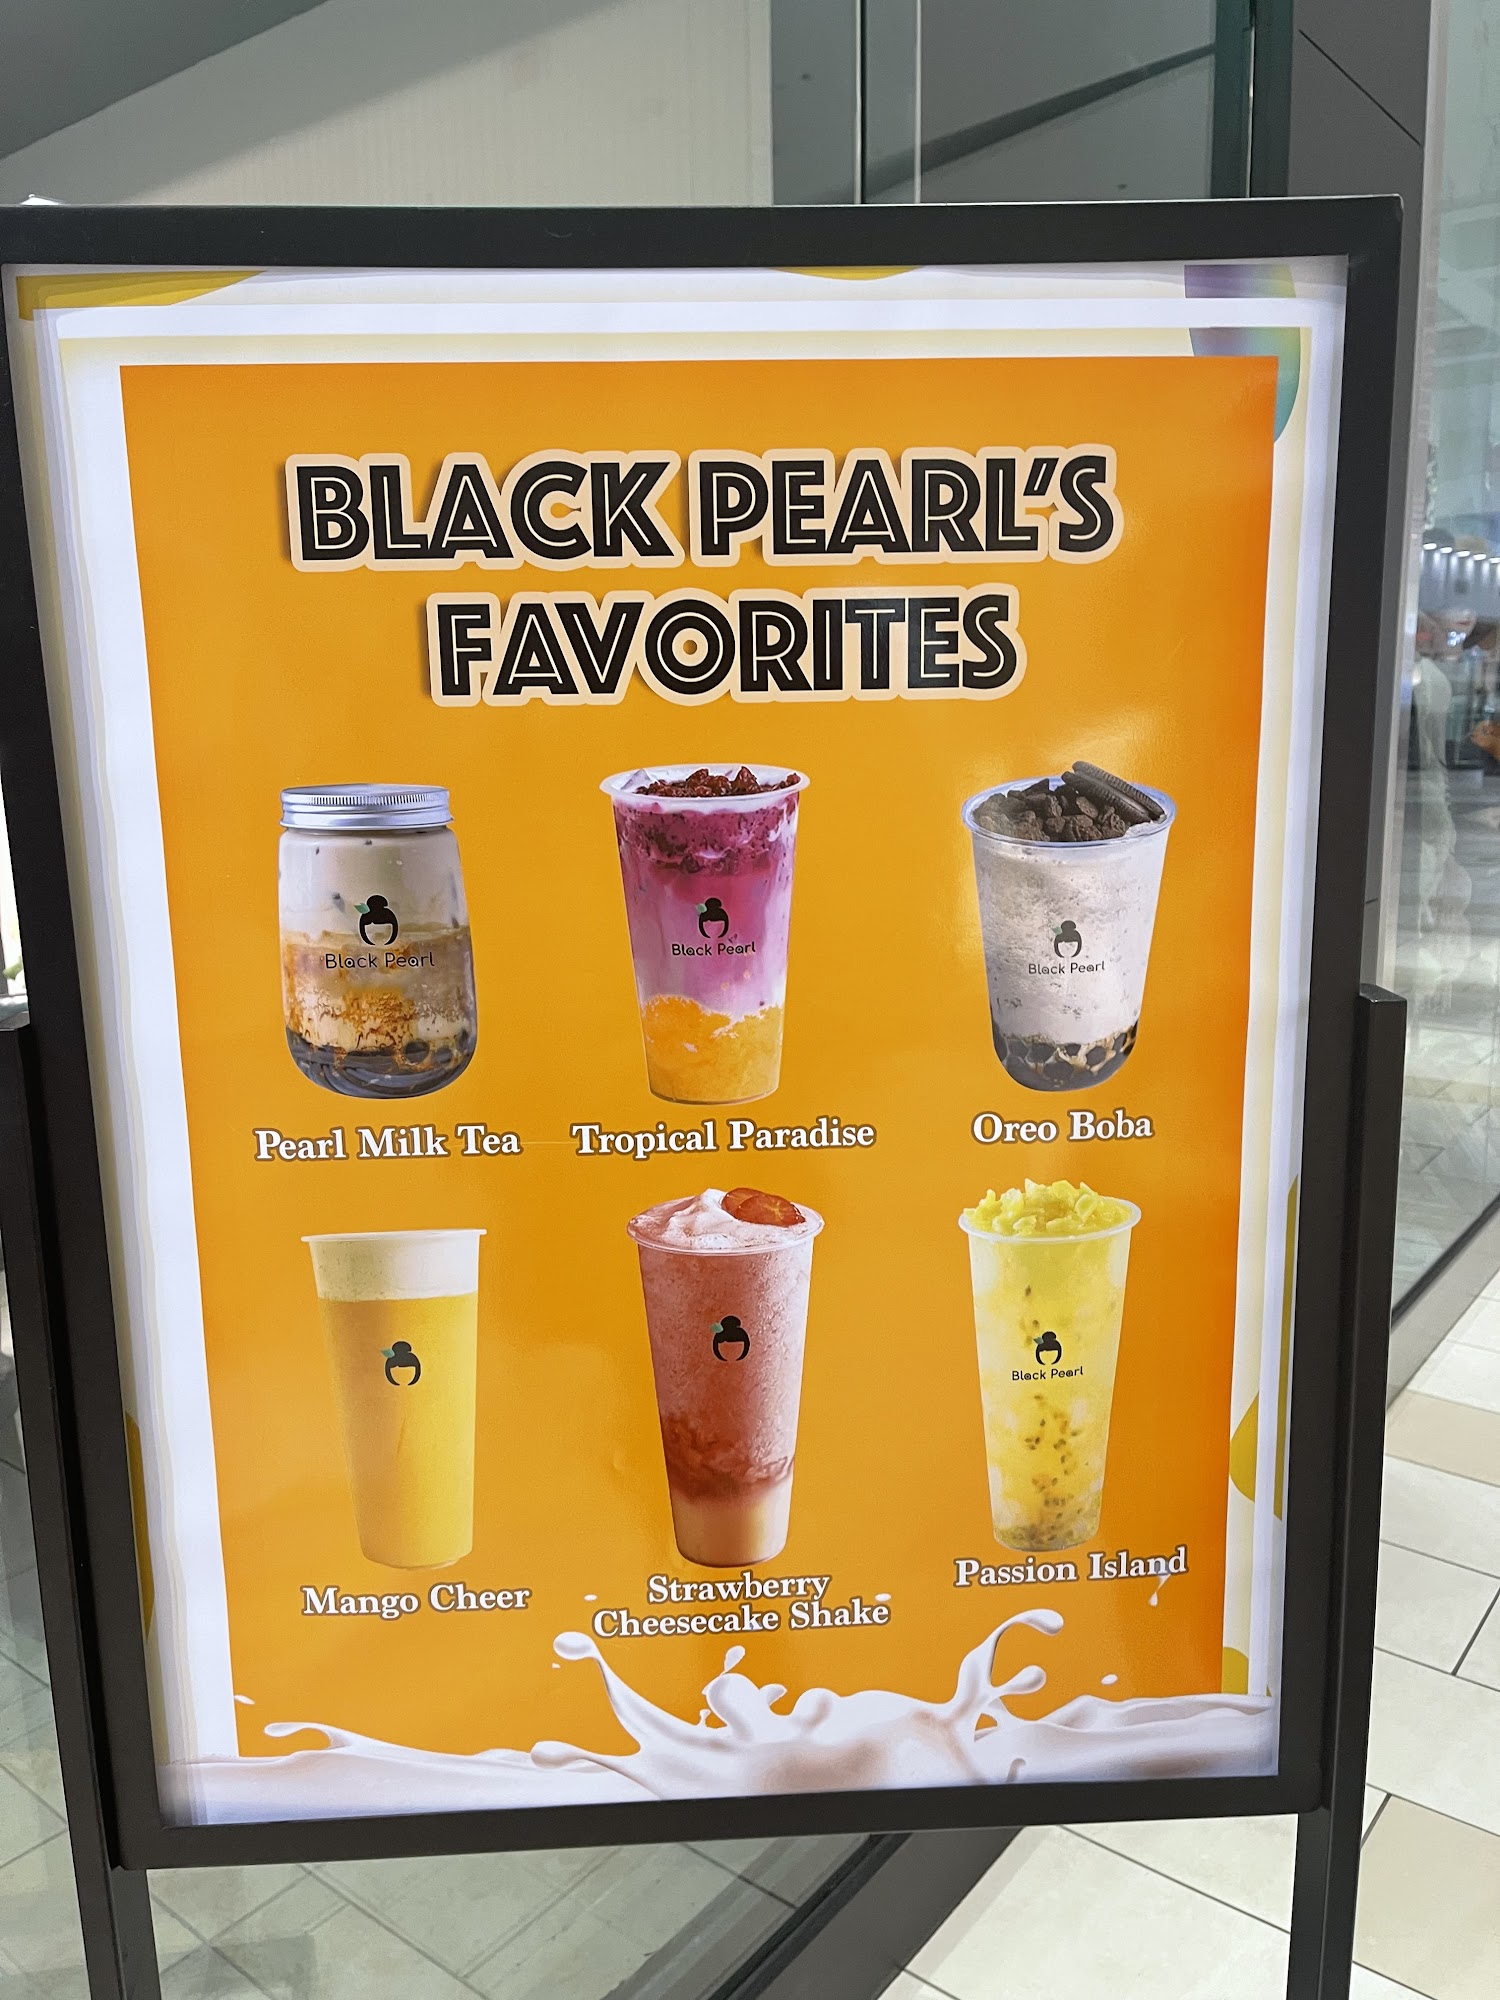 BLACK PEARL'S
FAVORITES
Black Pearl
Black Pearl
Black Pearl
Pearl Milk Tea
Tropical Paradise
Oreo Boba
Black Pearl
Mango Cheer
Strawberry
Cheesecake Shake
Passion Island